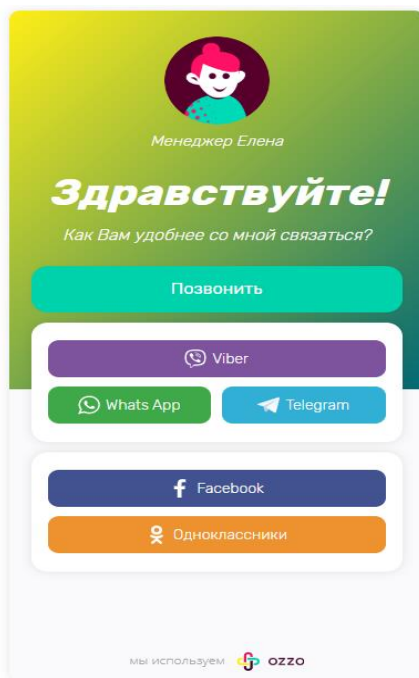 Менеджер Елена
Здравствуйте!
Как Вам удобнее со мной связаться?
Позвонить
Viber
Whats App
Telegram
Facebook
Одноклассники
мы используем ozzo